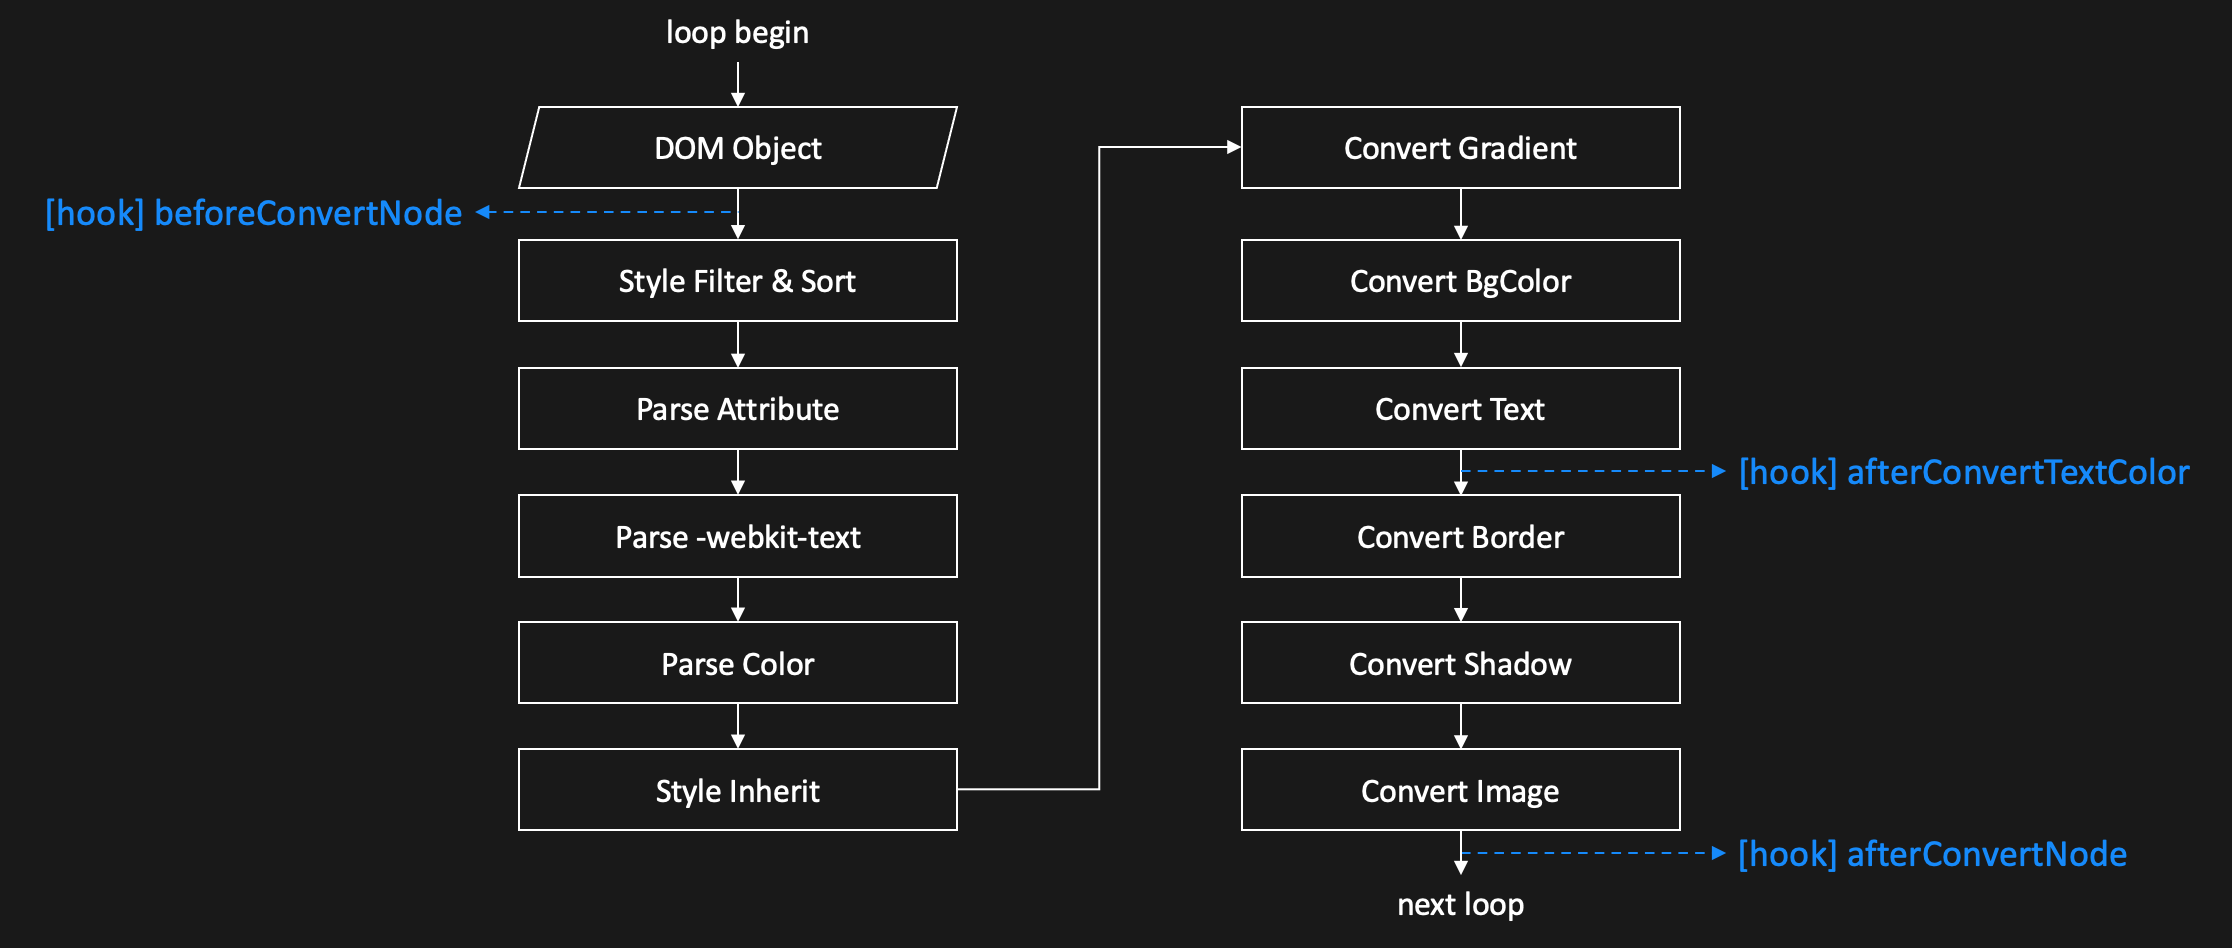 loop begin
DOM Object
[hook] beforeConvertNode
Style Filter & Sort
Parse Attribute
Parse -webkit-text
Parse Color
Style Inherit
Convert Gradient
Convert BgColor
Convert Text
[hook] afterConvertTextColor
Convert Border
Convert Shadow
Convert Image
[hook] afterConvertNode
next loop